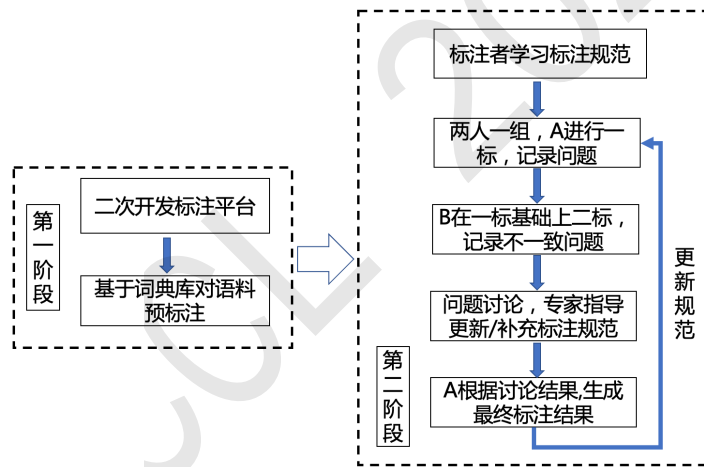 第一阶段
二次开发标注平台
基于词典库对语料
预标注
第二阶段
标注者学习标注规范
两人一组，A进行一
标，记录问题
B在一标基础上二标，
记录不一致问题
问题讨论，专家指导
更新/补充标注规范
A根据讨论结果,生成
最终标注结果
更新规范